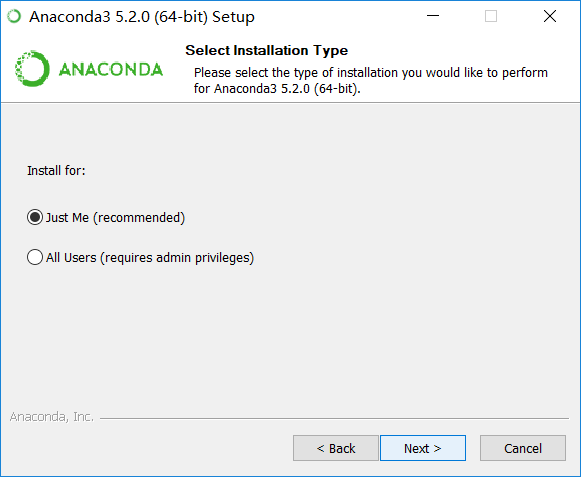 Anaconda3 5.2.0 (64-bit) Setup
ANACONDA
Select Installation Type
Please select the type of installation you would like to perform
for Anaconda3 5.2.0 (64-bit).
Install for:
Just Me (recommended)
All Users (requires admin privileges)
Anaconda, Inc.
< Back
Next >
Cancel